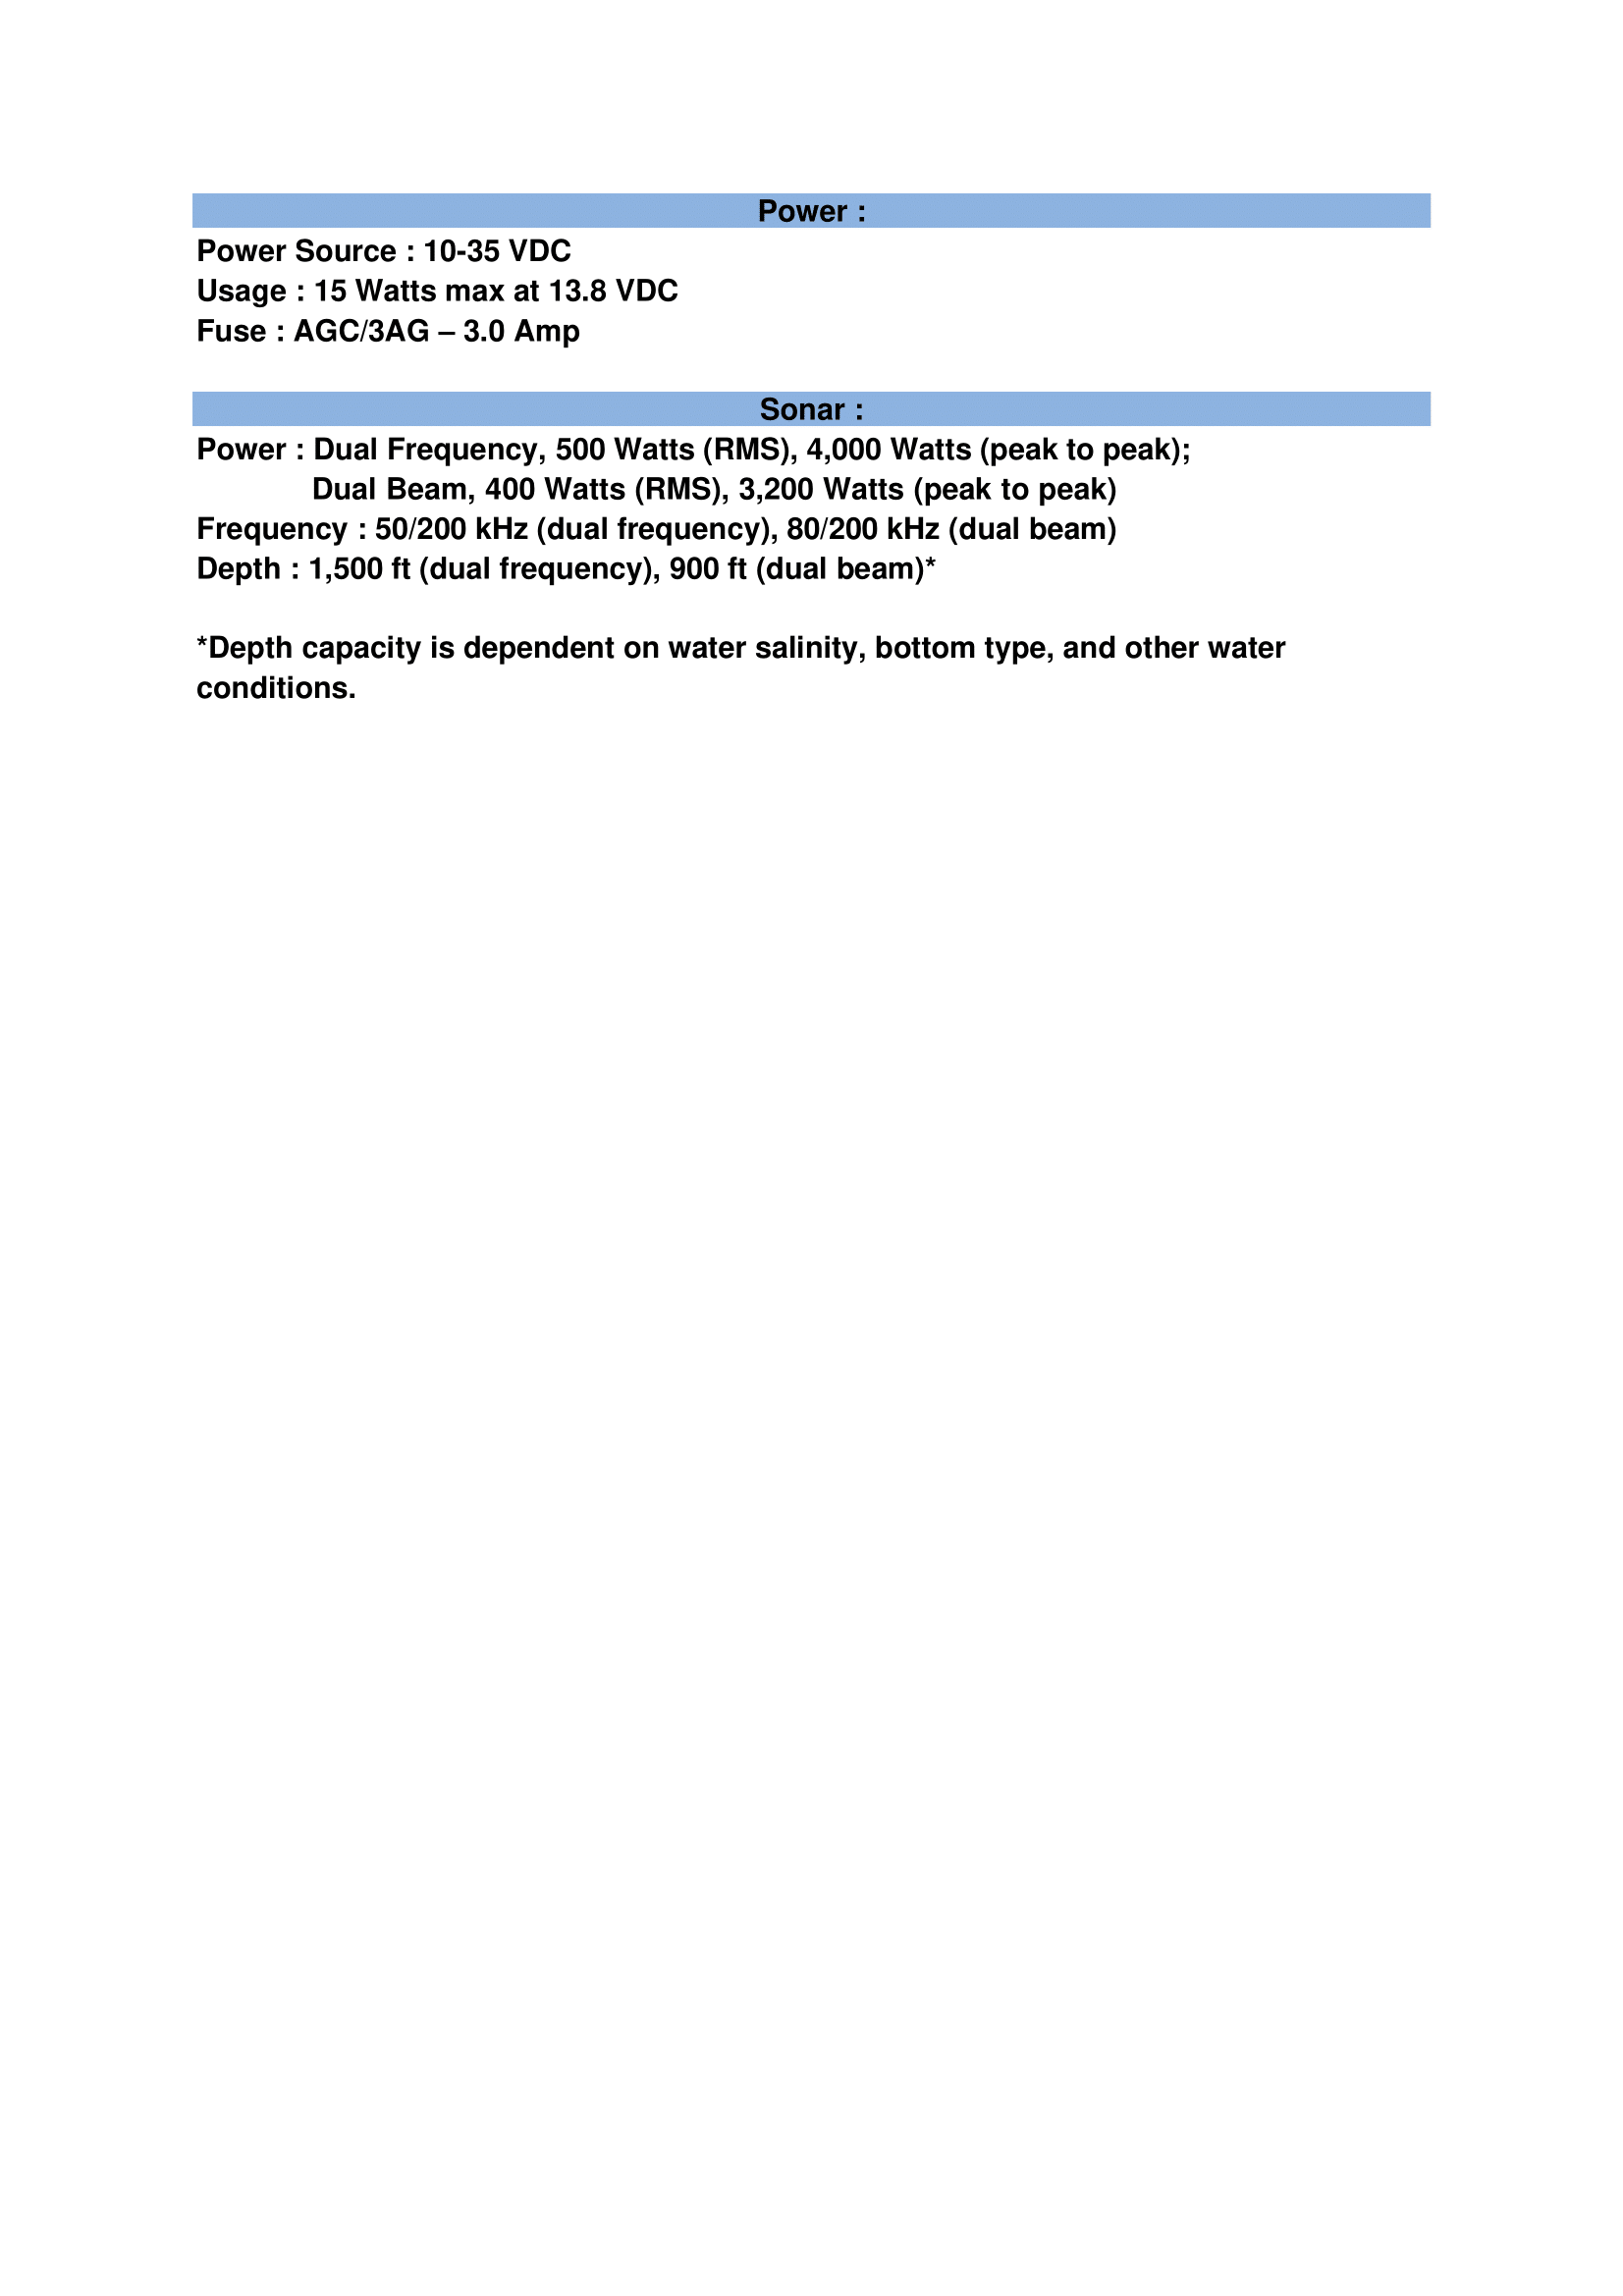 Power :
Power Source : 10-35 VDC
Usage : 15 Watts max at 13.8 VDC
Fuse : AGC/3AG – 3.0 Amp
Sonar :
Power : Dual Frequency, 500 Watts (RMS), 4,000 Watts (peak to peak);
Dual Beam, 400 Watts (RMS), 3,200 Watts (peak to peak)
Frequency : 50/200 kHz (dual frequency), 80/200 kHz (dual beam)
Depth : 1,500 ft (dual frequency), 900 ft (dual beam)*
*Depth capacity is dependent on water salinity, bottom type, and other water
conditions.